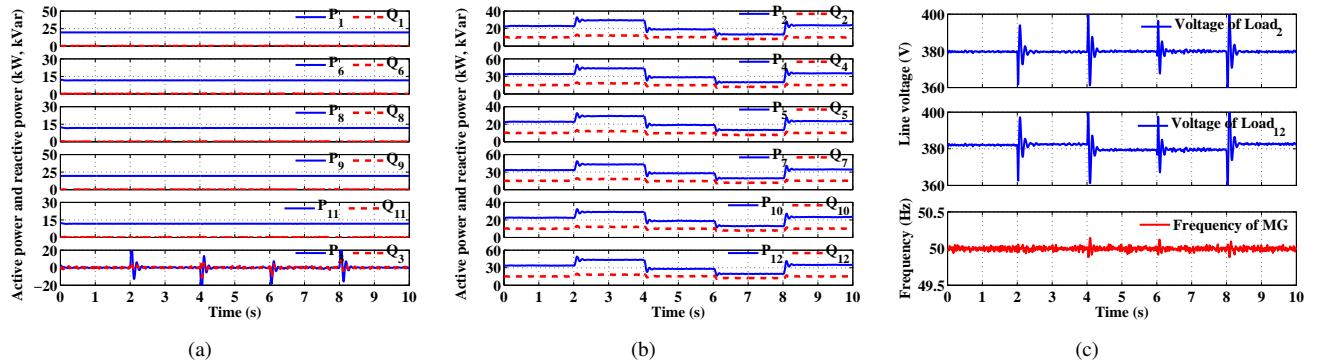 Active power and reactive power (kW, kVar)
50
25
0
P1 Q1
30
15
0
P6 Q6
30
15
0
P8 Q8
50
25
0
P9 Q9
30
15
0
P11 Q11
20
0
−20
Q3
0 1 2 3 4 5 6 7 8 9 10
Time (s)
(a)
Active power and reactive power (kW, kVar)
40
20
0
P2 Q2
60
30
0
P4 Q4
40
20
0
P5 Q5
60
30
0
P7 Q7
40
20
0
P10 Q10
60
30
0
P12 Q12
0 1 2 3 4 5 6 7 8 9 10
Time (s)
(b)
Line voltage (V)
400
380
360
Voltage of Load2
400
380
360
Voltage of Load12
Frequency (Hz)
50.5
50
49.5
Frequency of MG
0 1 2 3 4 5 6 7 8 9 10
Time (s)
(c)